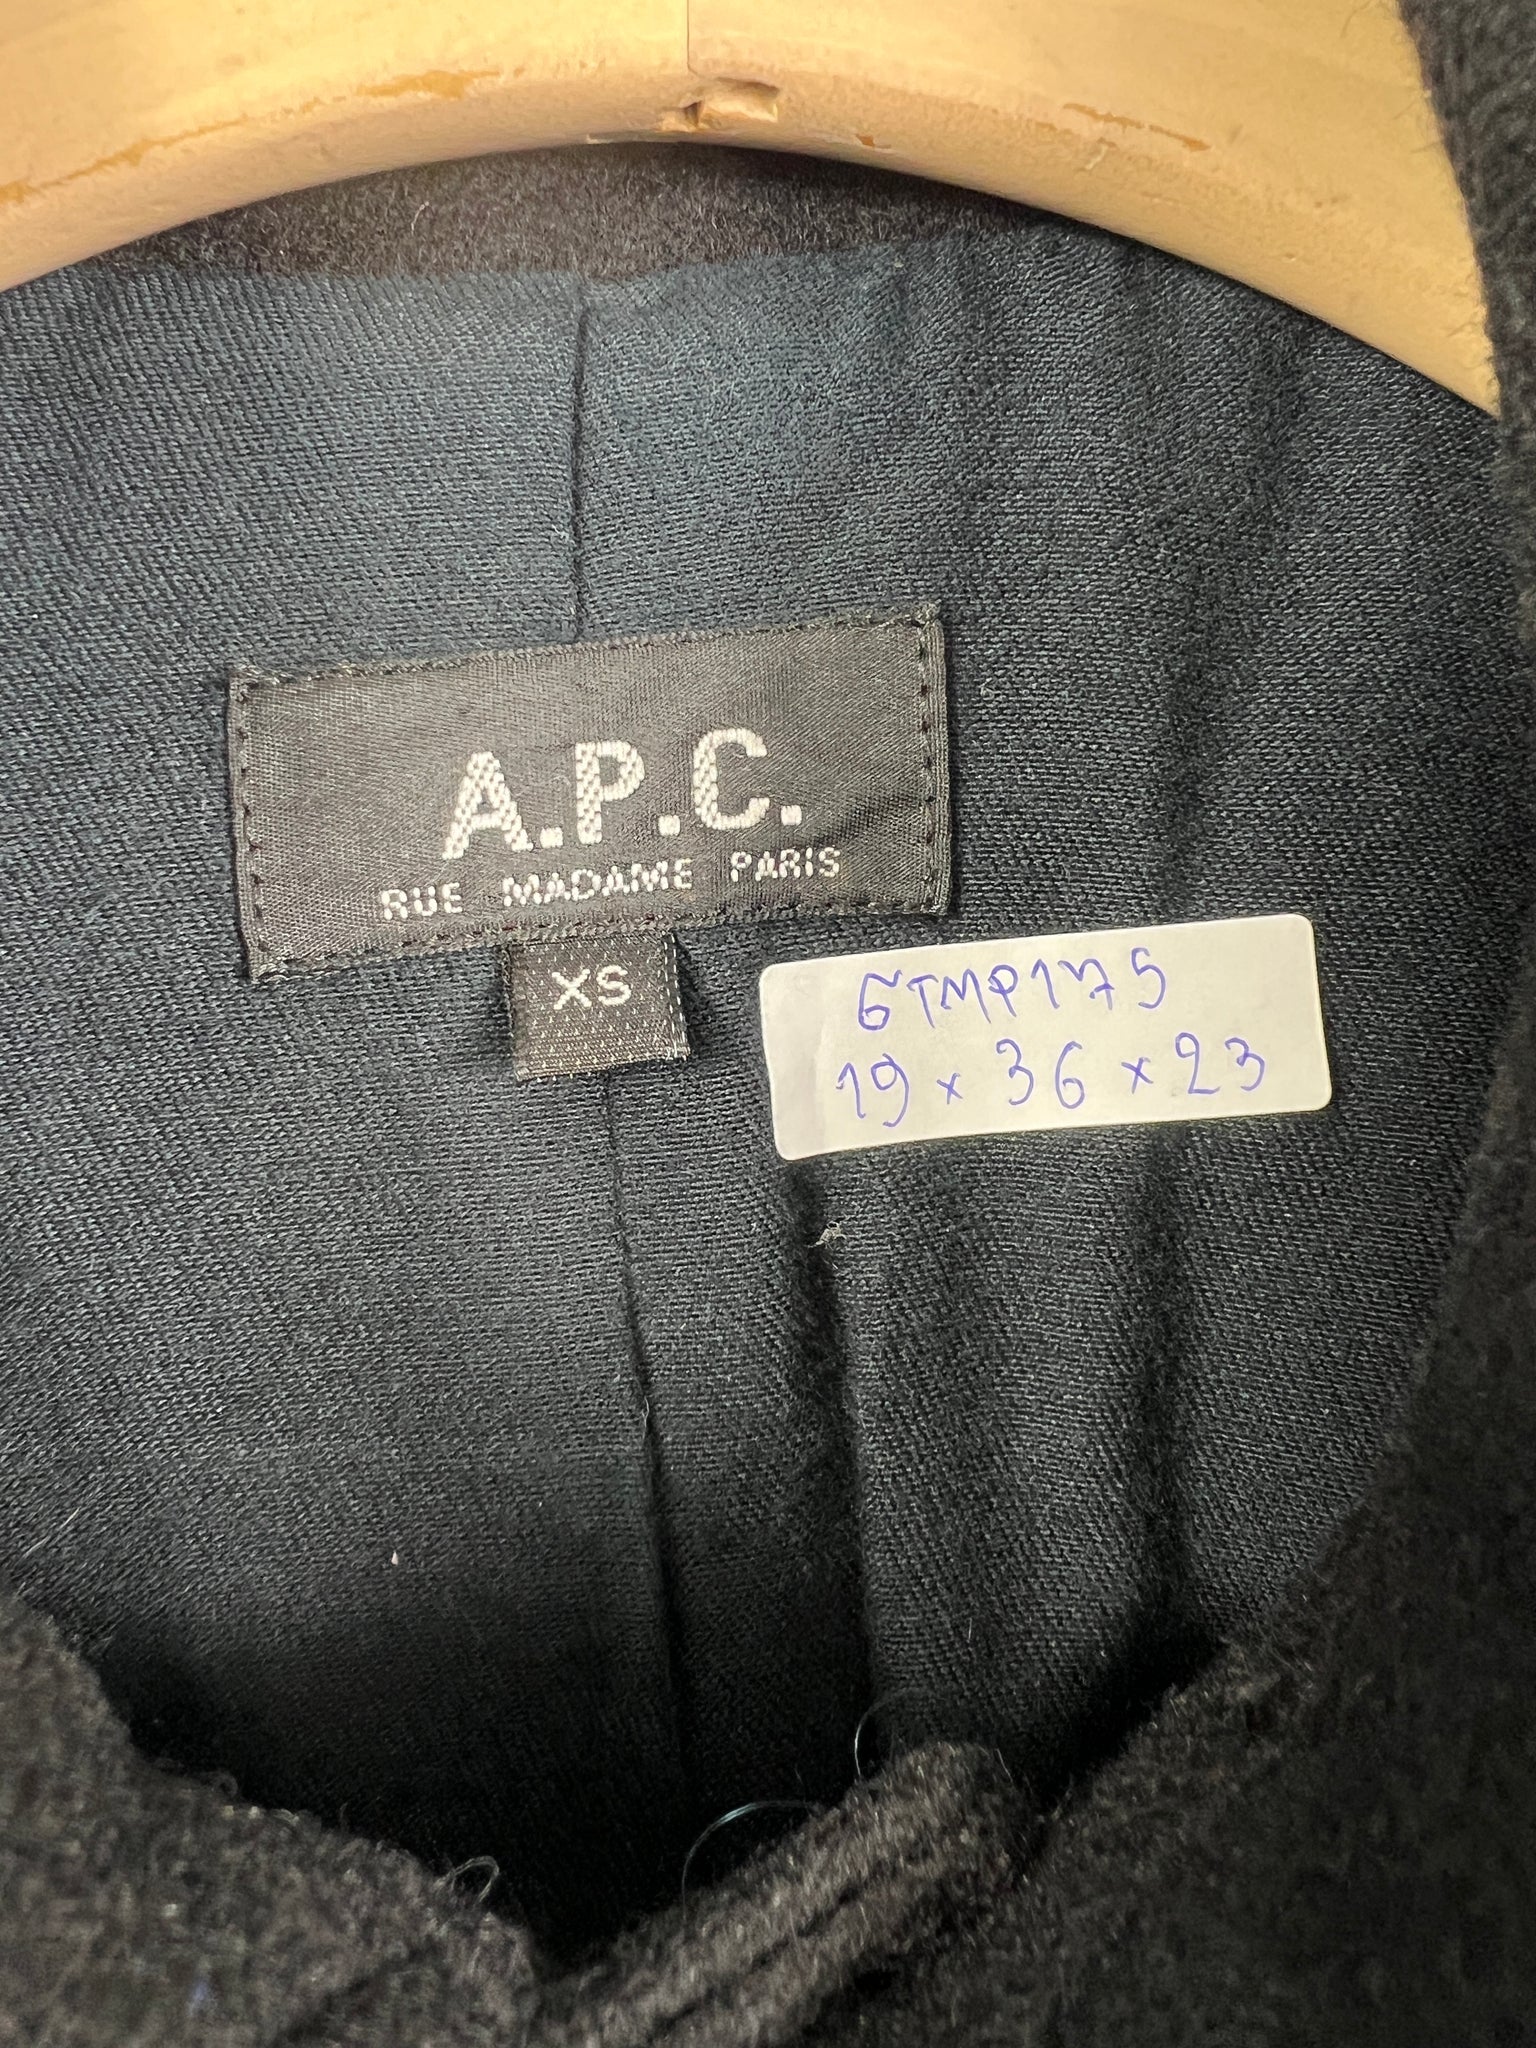 A.P.C.
RUE MADAME PARIS
XS
GTMP175
19 x 36 x 23